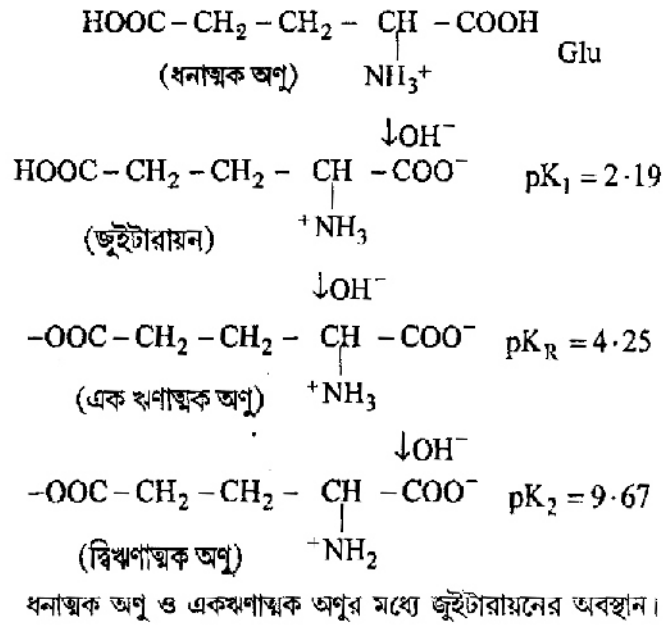 HOOC–CH₂–CH₂–CH–COOH
Glu
(ধনাত্মক অণু) NH₃+
↓OH⁻
HOOC–CH₂–CH₂–CH–COO⁻ pK₁ = 2·19
(জুইটারায়ন) ⁺NH₃
↓OH⁻
–OOC–CH₂–CH₂–CH–COO⁻ pK_R = 4·25
(এক ঋণাত্মক অণু) ⁺NH₃
↓OH⁻
–OOC–CH₂–CH₂–CH–COO⁻ pK₂ = 9·67
(দ্বিঋণাত্মক অণু) ⁺NH₂
ধনাত্মক অণু ও একঋণাত্মক অণুর মধ্যে জুইটারায়নের অবস্থান।